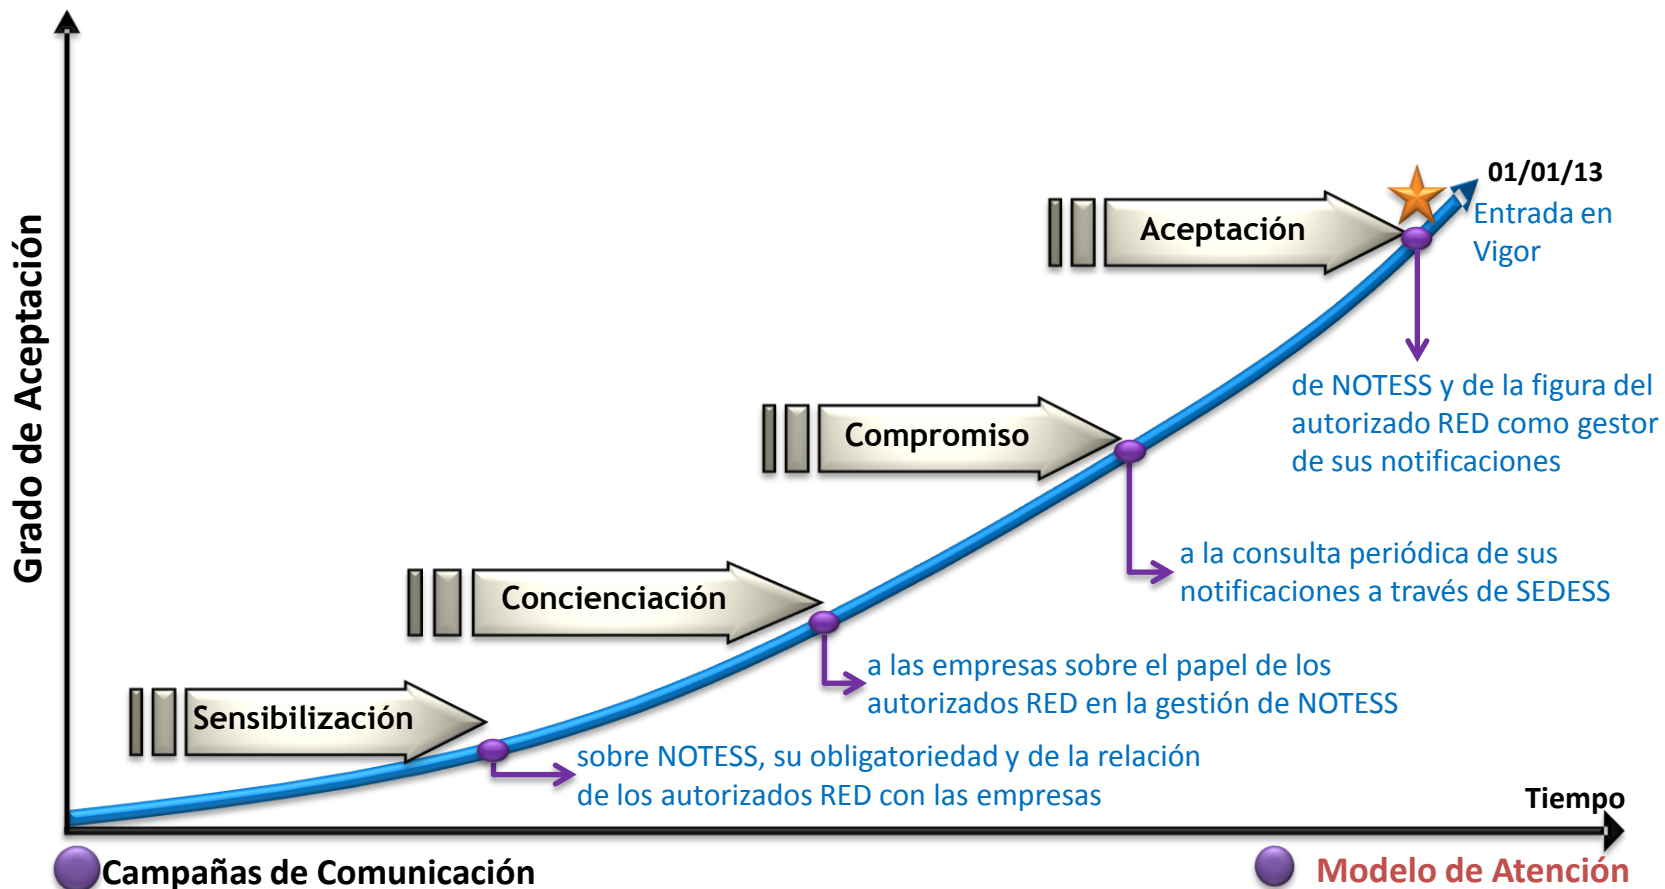 Grado de Aceptación
01/01/13
Entrada en
Vigor
Aceptación
de NOTESS y de la figura del
autorizado RED como gestor
de sus notificaciones
Compromiso
a la consulta periódica de sus
notificaciones a través de SEDESS
Concienciación
a las empresas sobre el papel de los
autorizados RED en la gestión de NOTESS
Sensibilización
sobre NOTESS, su obligatoriedad y de la relación
de los autorizados RED con las empresas
Tiempo
Campañas de Comunicación
Modelo de Atención